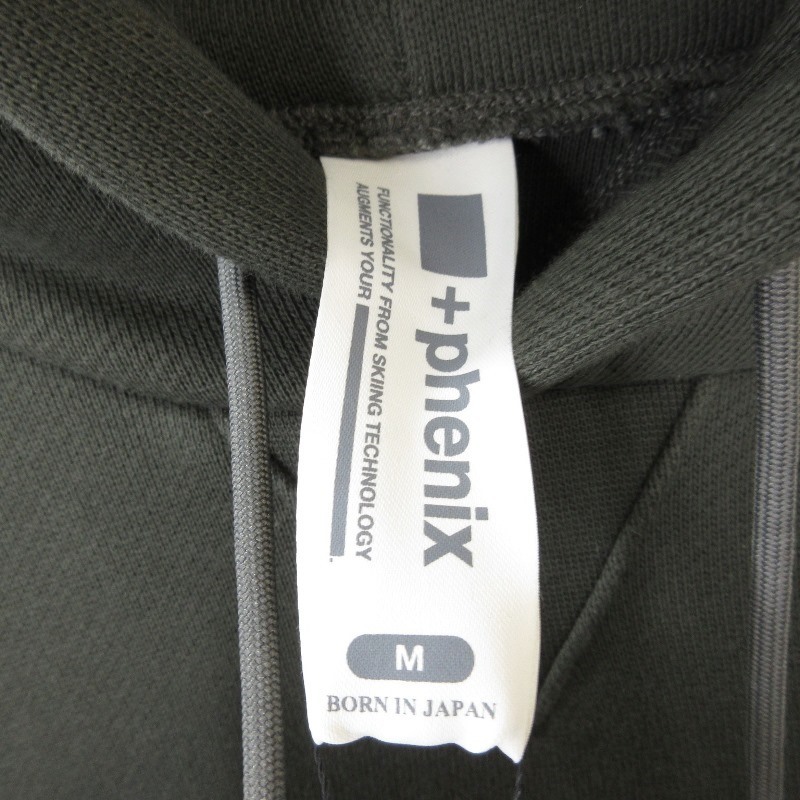 +phenix
FUNCTIONALITY FROM SKIING TECHNOLOGY
AUGMENTS YOUR
M
BORN IN JAPAN